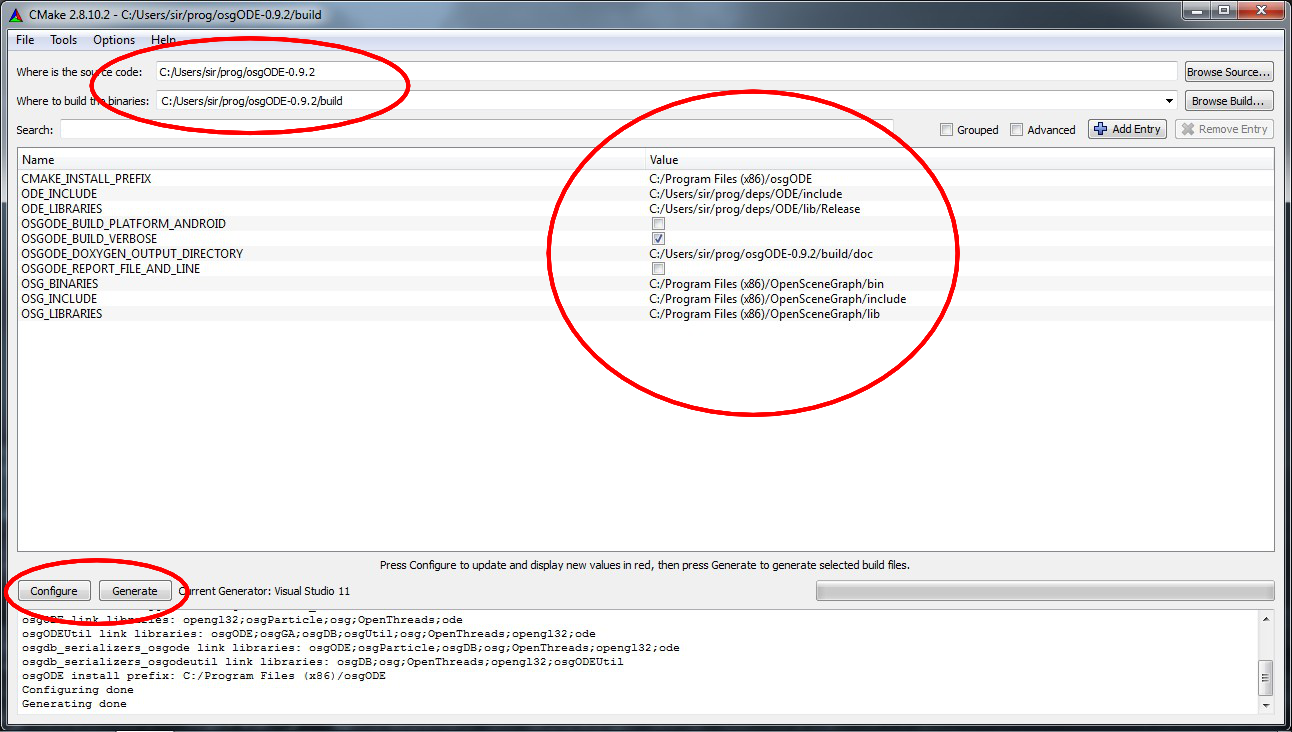 CMake 2.8.10.2 - C:/Users/sir/prog/osgODE-0.9.2/build
File Tools Options Help
Where is the source code: C:/Users/sir/prog/osgODE-0.9.2 Browse Source...
Where to build the binaries: C:/Users/sir/prog/osgODE-0.9.2/build Browse Build...
Search: Grouped Advanced Add Entry Remove Entry
Name Value
CMAKE_INSTALL_PREFIX C:/Program Files (x86)/osgODE
ODE_INCLUDE C:/Users/sir/prog/deps/ODE/include
ODE_LIBRARIES C:/Users/sir/prog/deps/ODE/lib/Release
OSGODE_BUILD_PLATFORM_ANDROID
OSGODE_BUILD_VERBOSE
OSGODE_DOXYGEN_OUTPUT_DIRECTORY C:/Users/sir/prog/osgODE-0.9.2/build/doc
OSGODE_REPORT_FILE_AND_LINE
OSG_BINARIES C:/Program Files (x86)/OpenSceneGraph/bin
OSG_INCLUDE C:/Program Files (x86)/OpenSceneGraph/include
OSG_LIBRARIES C:/Program Files (x86)/OpenSceneGraph/lib
Press Configure to update and display new values in red, then press Generate to generate selected build files.
Configure Generate Current Generator: Visual Studio 11
osgODE link libraries: opengl32;osgParticle;osg;OpenThreads;ode
osgODEUtil link libraries: osgODE;osgGA;osgDB;osgUtil;osg;OpenThreads;opengl32;ode
osgdb_serializers_osgode link libraries: osgODE;osgParticle;osgDB;osg;OpenThreads;opengl32;ode
osgdb_serializers_osgodeutil link libraries: osgDB;osg;OpenThreads;opengl32;osgODEUtil
osgODE install prefix: C:/Program Files (x86)/osgODE
Configuring done
Generating done